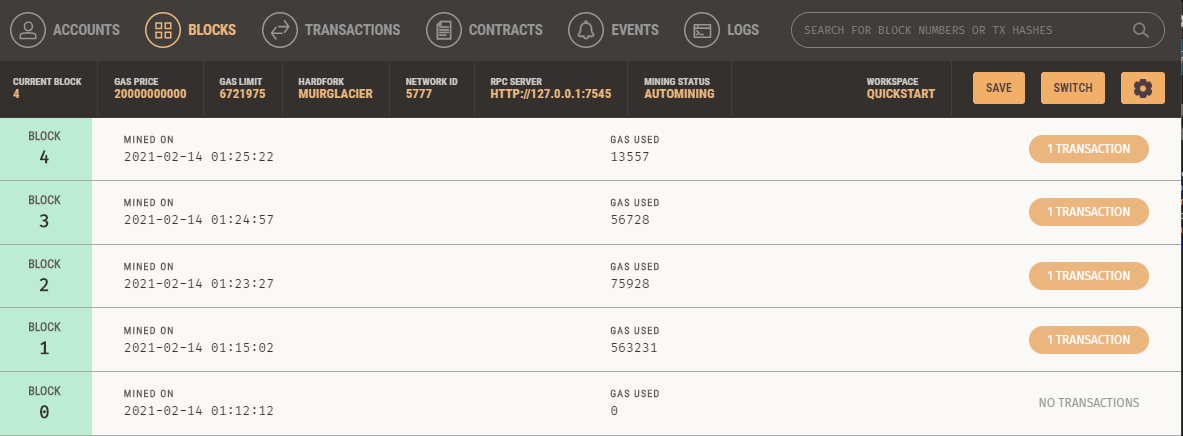 ACCOUNTS BLOCKS TRANSACTIONS CONTRACTS EVENTS LOGS SEARCH FOR BLOCK NUMBERS OR TX HASHES
CURRENT BLOCK GAS PRICE GAS LIMIT HARDFORK NETWORK ID RPC SERVER MINING STATUS WORKSPACE
4 20000000000 6721975 MUIRGLACIER 5777 HTTP://127.0.0.1:7545 AUTOMINING QUICKSTART
SAVE SWITCH
BLOCK MINED ON GAS USED
4 2021-02-14 01:25:22 13557 1 TRANSACTION
BLOCK MINED ON GAS USED
3 2021-02-14 01:24:57 56728 1 TRANSACTION
BLOCK MINED ON GAS USED
2 2021-02-14 01:23:27 75928 1 TRANSACTION
BLOCK MINED ON GAS USED
1 2021-02-14 01:15:02 563231 1 TRANSACTION
BLOCK MINED ON GAS USED
0 2021-02-14 01:12:12 0 NO TRANSACTIONS